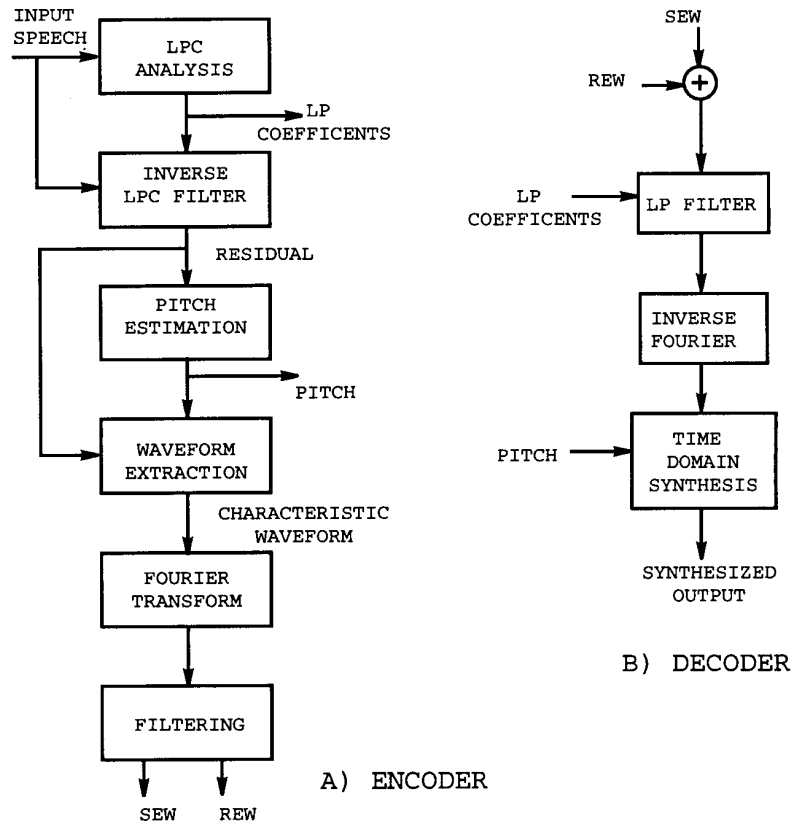 INPUT
SPEECH
LPC
ANALYSIS
LP
COEFFICENTS
INVERSE
LPC FILTER
RESIDUAL
PITCH
ESTIMATION
PITCH
WAVEFORM
EXTRACTION
CHARACTERISTIC
WAVEFORM
FOURIER
TRANSFORM
FILTERING
SEW REW
A) ENCODER
SEW
REW
+
LP
COEFFICENTS
LP FILTER
INVERSE
FOURIER
PITCH
TIME
DOMAIN
SYNTHESIS
SYNTHESIZED
OUTPUT
B) DECODER